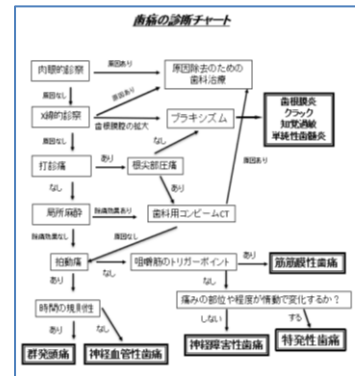 歯痛の診断チャート
肉眼的診察
原因あり
原因除去のための
歯科治療
原因なし
原因あり
X線的診察
歯根膜腔の拡大
ブラキシズム
歯根膜炎
クラック
知覚過敏
単純性歯髄炎
原因なし
なし
打診痛
あり
根尖部圧痛
原因あり
なし
あり
局所麻酔
除痛効果あり
歯科用コンビームCT
除痛効果なし
原因なし
拍動痛
なし
咀嚼筋のトリガーポイント
あり
筋筋膜性歯痛
あり
なし
時間の規則性
痛みの部位や程度が情動で変化するか？
あり
なし
しない
する
群発頭痛
神経血管性歯痛
神経障害性歯痛
特発性歯痛